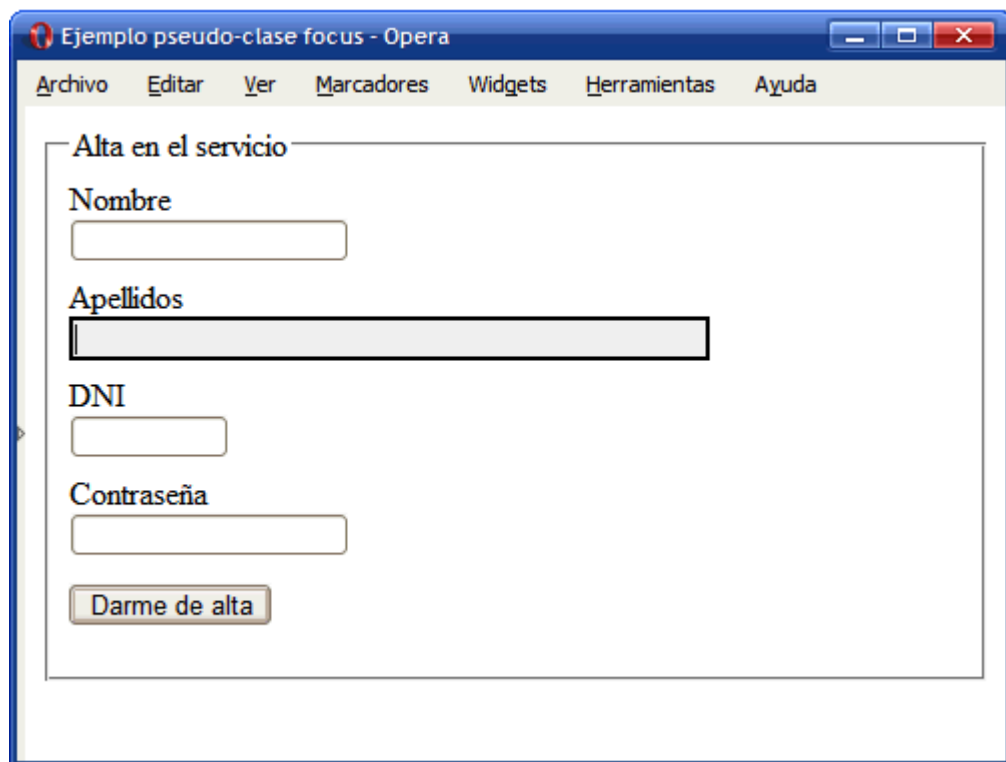 Ejemplo pseudo-clase focus - Opera
Archivo Editar Ver Marcadores Widgets Herramientas Ayuda
Alta en el servicio
Nombre
Apellidos
DNI
Contraseña
Darme de alta